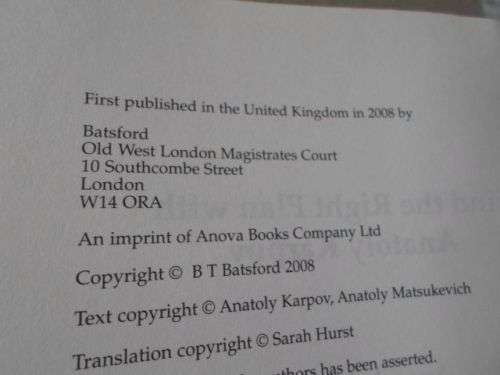 First published in the United Kingdom in 2008 by
Batsford
Old West London Magistrates Court
10 Southcombe Street
London
W14 ORA
An imprint of Anova Books Company Ltd
Copyright © B T Batsford 2008
Text copyright © Anatoly Karpov, Anatoly Matsukevich
Translation copyright © Sarah Hurst
authors has been asserted.